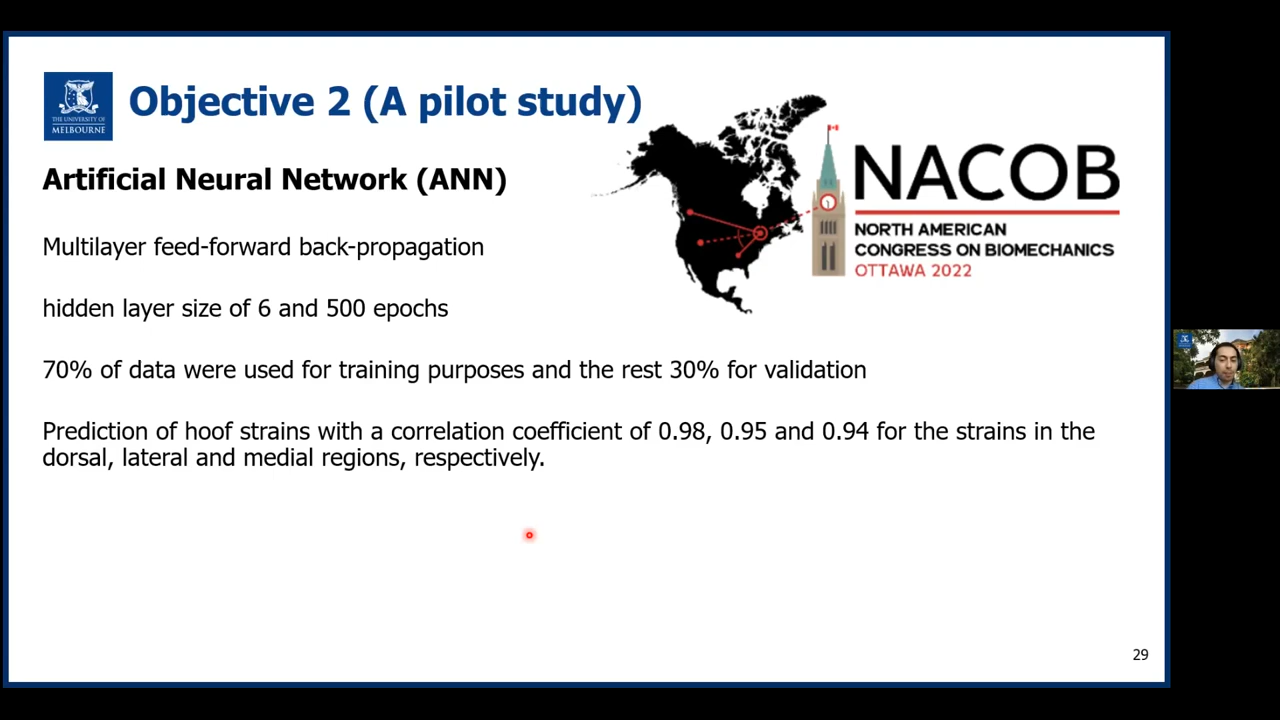 Objective 2 (A pilot study)
THE UNIVERSITY OF
MELBOURNE
Artificial Neural Network (ANN)
NACOB
NORTH AMERICAN
CONGRESS ON BIOMECHANICS
OTTAWA 2022
Multilayer feed-forward back-propagation
hidden layer size of 6 and 500 epochs
70% of data were used for training purposes and the rest 30% for validation
Prediction of hoof strains with a correlation coefficient of 0.98, 0.95 and 0.94 for the strains in the
dorsal, lateral and medial regions, respectively.
29